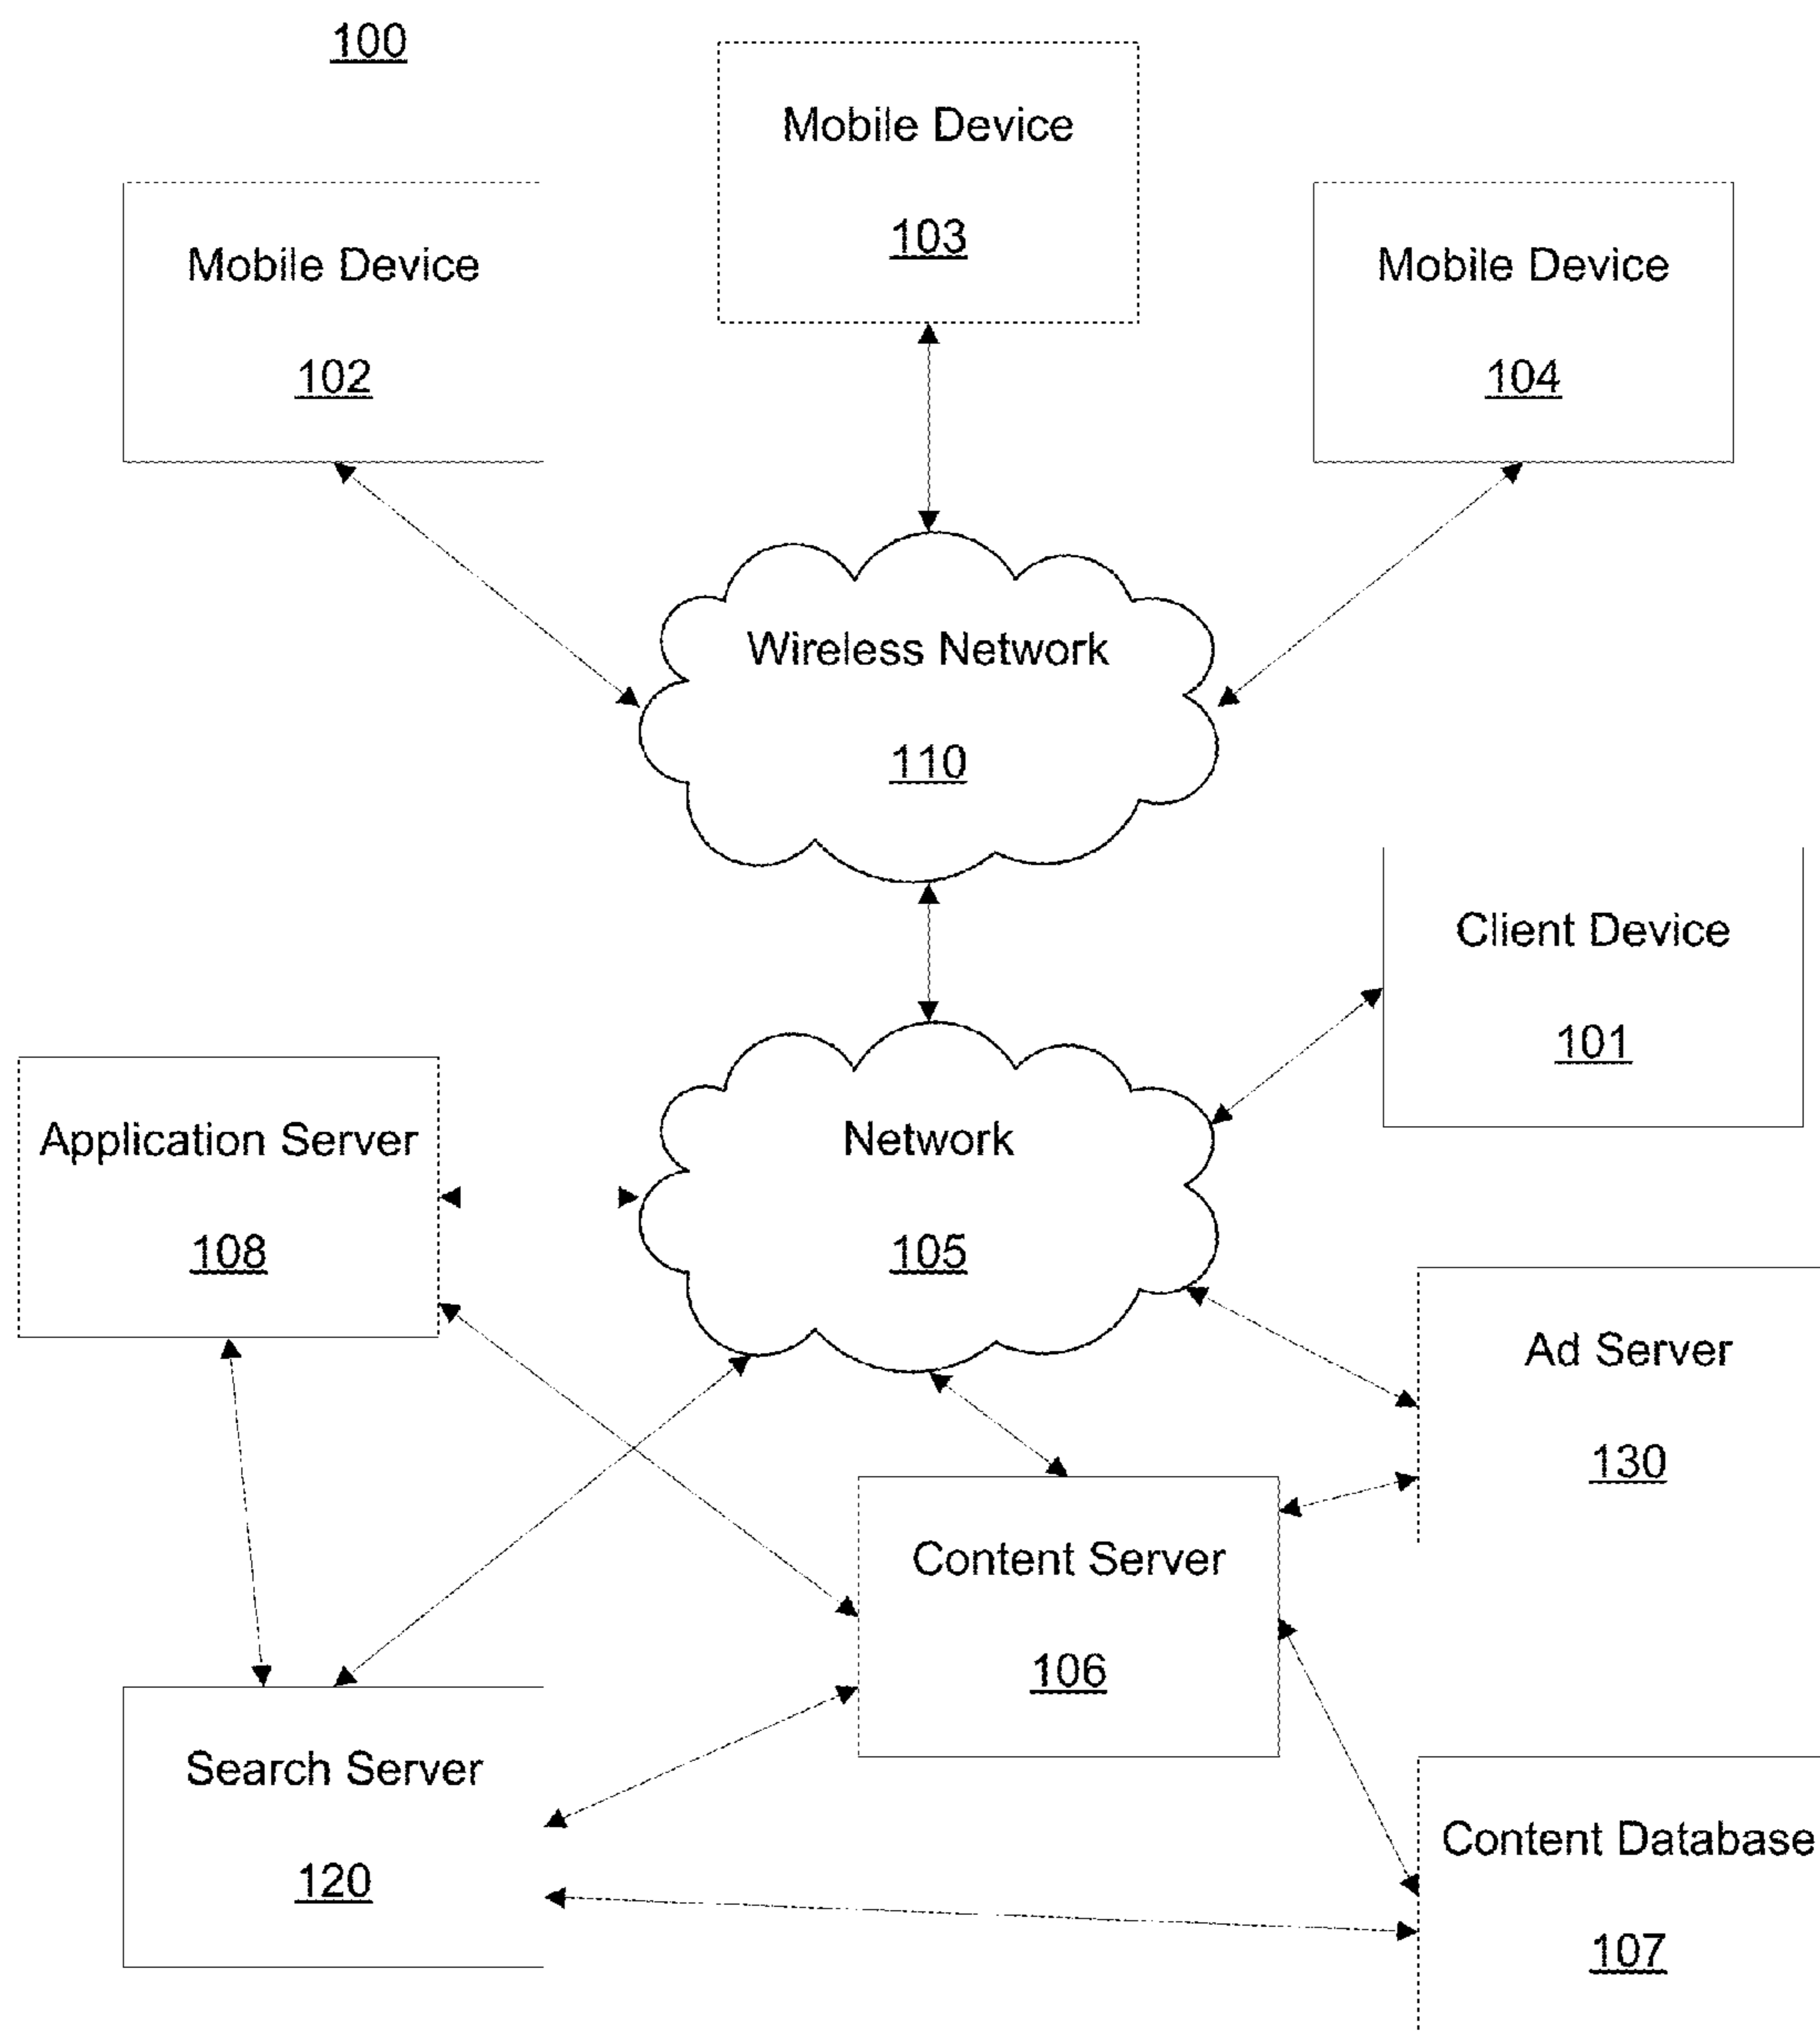 100
Mobile Device
103
Mobile Device
102
Mobile Device
104
Wireless Network
110
Client Device
101
Application Server
108
Network
105
Ad Server
130
Content Server
106
Search Server
120
Content Database
107